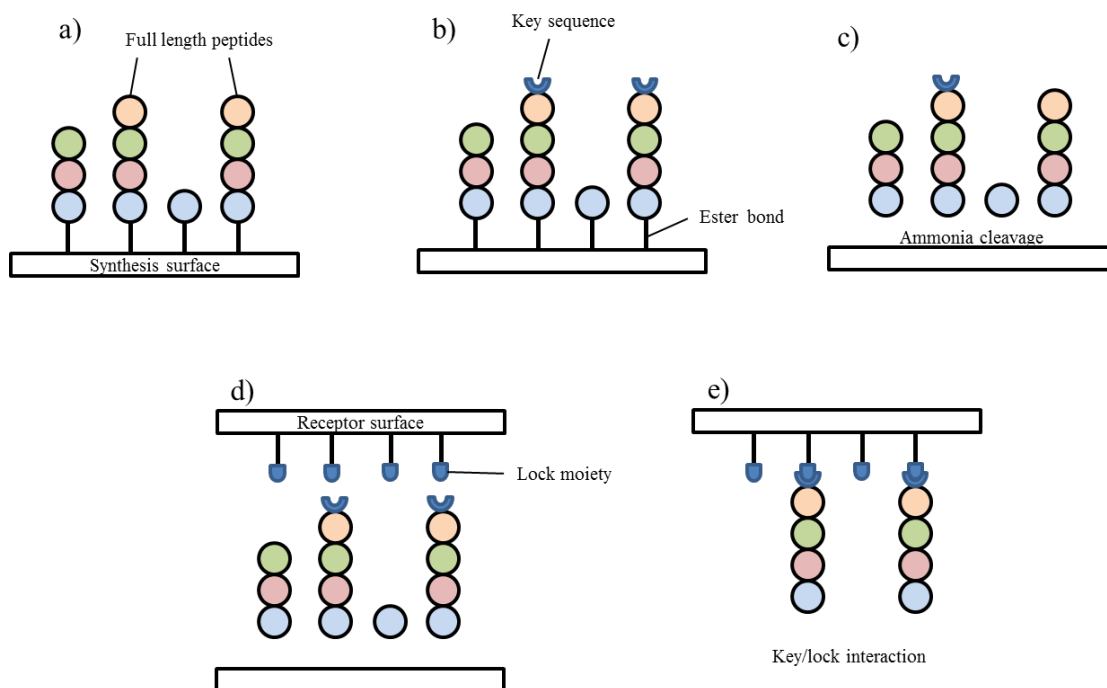 a)
Full length peptides
Synthesis surface
b)
Key sequence
Ester bond
c)
Ammonia cleavage
d)
Receptor surface
Lock moiety
e)
Key/lock interaction